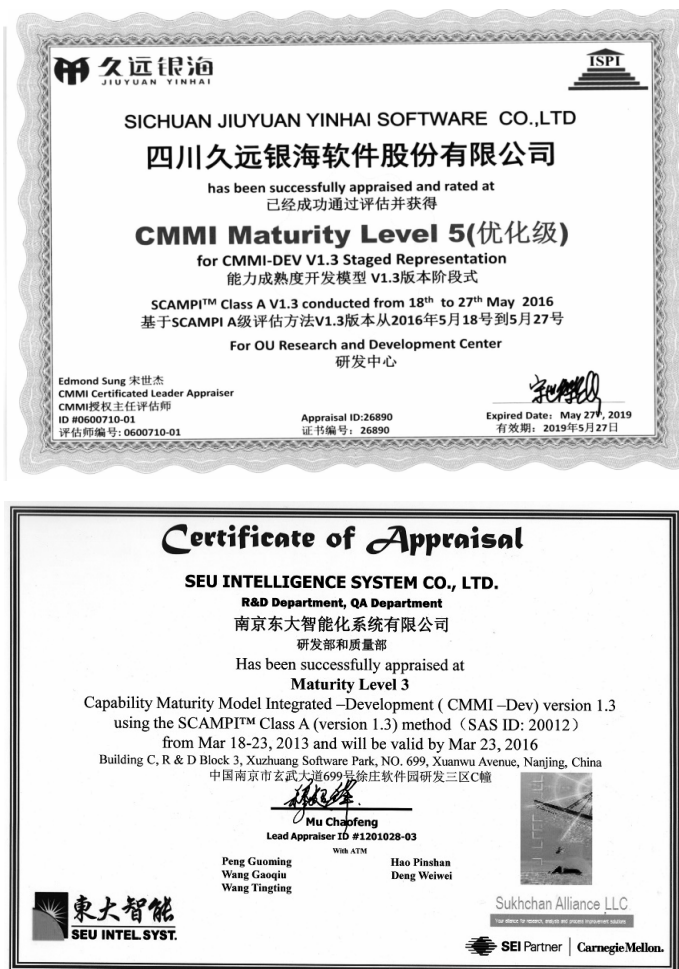 久远银海
JIUYUAN YINHAI
ISPI
SICHUAN JIUYUAN YINHAI SOFTWARE CO.,LTD
四川久远银海软件股份有限公司
has been successfully appraised and rated at
已经成功通过评估并获得
CMMI Maturity Level 5(优化级)
for CMMI-DEV V1.3 Staged Representation
能力成熟度开发模型 V1.3版本阶段式
SCAMPI™ Class A V1.3 conducted from 18th to 27th May 2016
基于SCAMPI A级评估方法V1.3版本从2016年5月18号到5月27号
For OU Research and Development Center
研发中心
Edmond Sung 宋世杰
CMMI Certificated Leader Appraiser
CMMI授权主任评估师
ID #0600710-01
评估师编号: 0600710-01
Appraisal ID:26890
证书编号: 26890
Expired Date: May 27th, 2019
有效期: 2019年5月27日
Certificate of Appraisal
SEU INTELLIGENCE SYSTEM CO., LTD.
R&D Department, QA Department
南京东大智能化系统有限公司
研发部和质量部
Has been successfully appraised at
Maturity Level 3
Capability Maturity Model Integrated –Development ( CMMI –Dev) version 1.3
using the SCAMPI™ Class A (version 1.3) method（SAS ID: 20012）
from Mar 18-23, 2013 and will be valid by Mar 23, 2016
Building C, R & D Block 3, Xuzhuang Software Park, NO. 699, Xuanwu Avenue, Nanjing, China
中国南京市玄武大道699号徐庄软件园研发三区C幢
Mu Chaofeng
Lead Appraiser ID #1201028-03
With ATM
Peng Guoming
Wang Gaoqiu
Wang Tingting
Hao Pinshan
Deng Weiwei
東大智能
SEU INTEL.SYST.
Sukhchan Alliance LLC
Your alliance for research, analysis and process improvement solutions
SEI Partner
Carnegie Mellon.